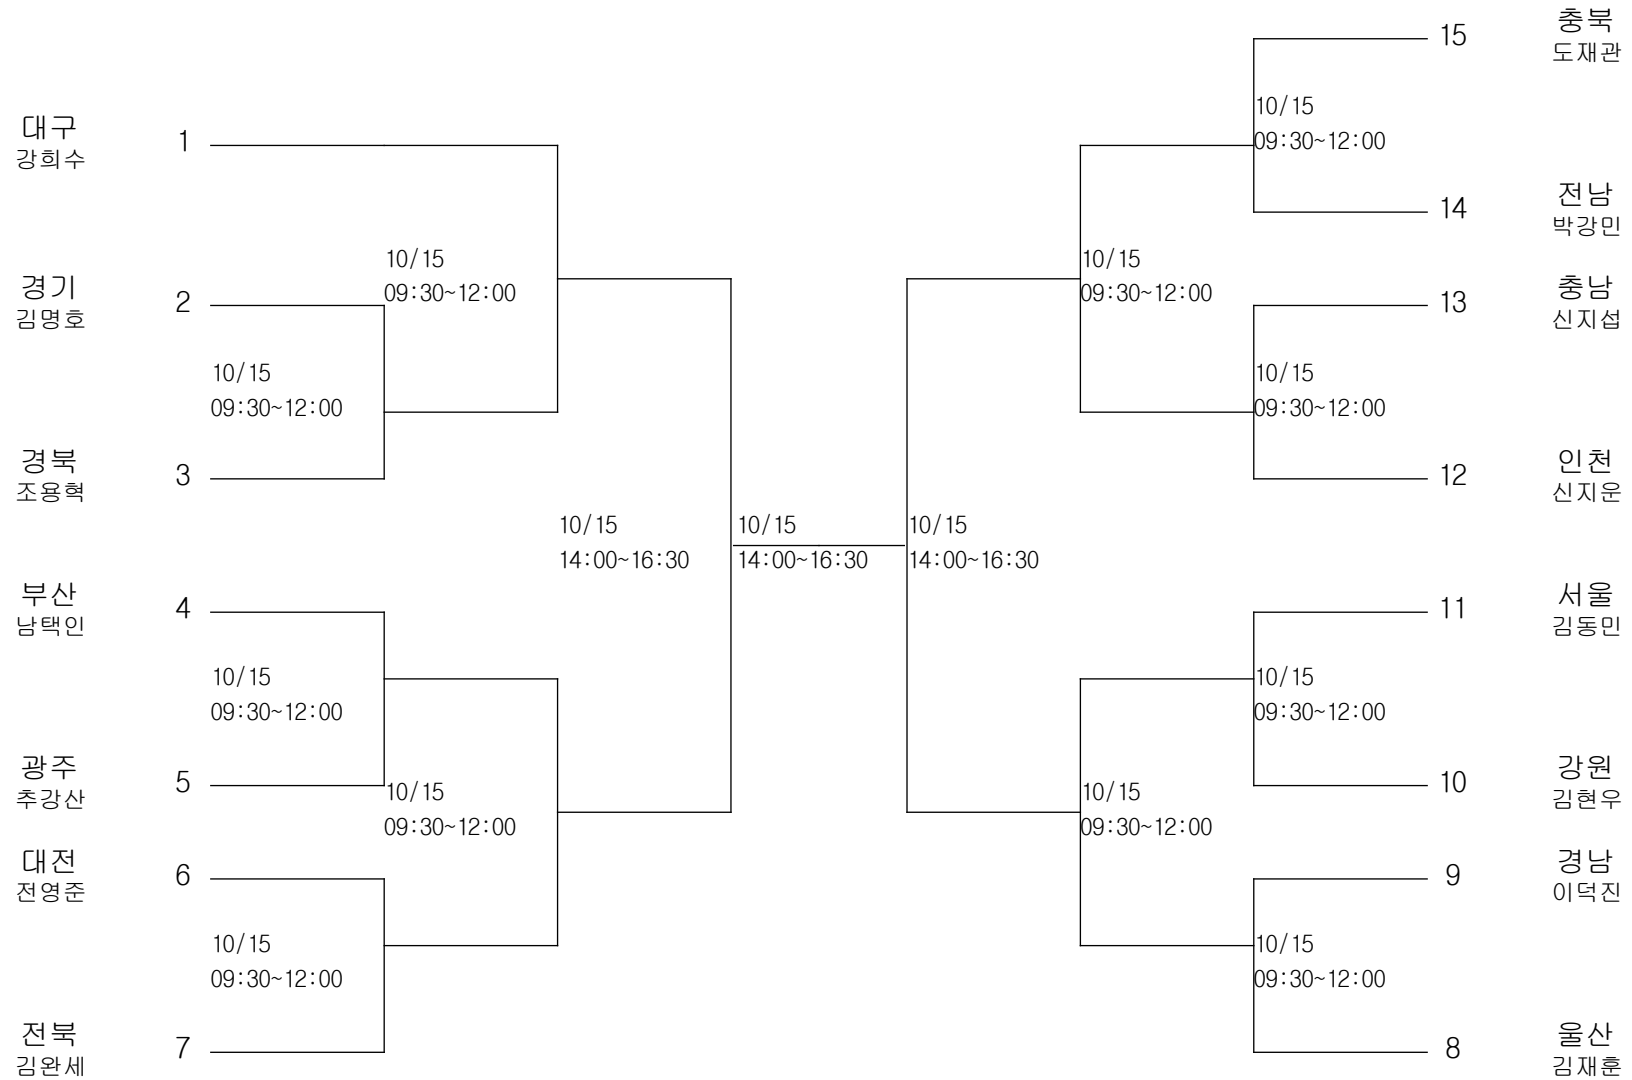 15
충북
도재관
10/15
09:30~12:00
대구
강희수
1
14
전남
박강민
10/15
09:30~12:00
10/15
09:30~12:00
경기
김명호
2
13
충남
신지섭
10/15
09:30~12:00
10/15
09:30~12:00
경북
조용혁
3
12
인천
신지운
10/15
14:00~16:30
10/15
14:00~16:30
10/15
14:00~16:30
부산
남택인
4
11
서울
김동민
10/15
09:30~12:00
10/15
09:30~12:00
광주
추강산
5
10
강원
김현우
10/15
09:30~12:00
10/15
09:30~12:00
대전
전영준
6
9
경남
이덕진
10/15
09:30~12:00
10/15
09:30~12:00
전북
김완세
7
8
울산
김재훈